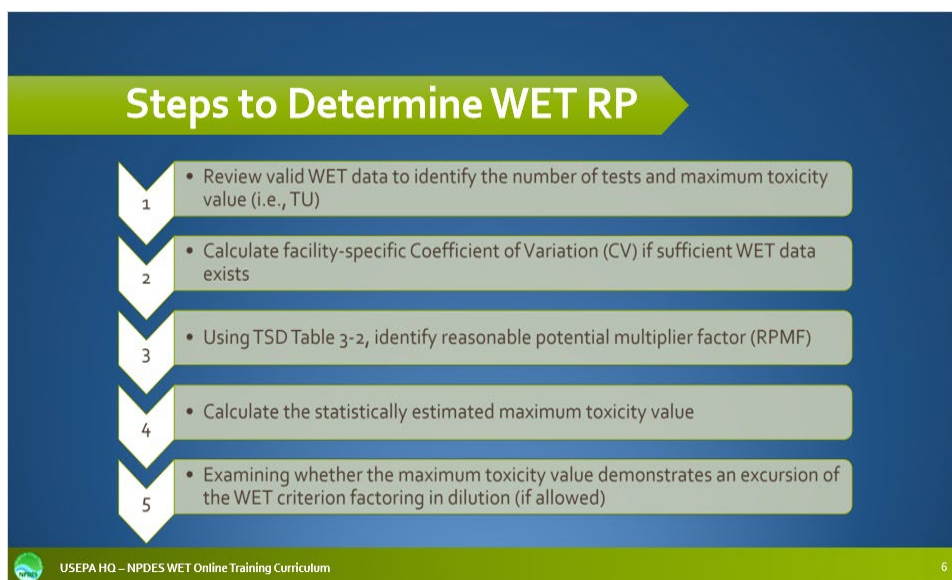 Steps to Determine WET RP
1
• Review valid WET data to identify the number of tests and maximum toxicity
value (i.e., TU)
2
• Calculate facility-specific Coefficient of Variation (CV) if sufficient WET data
exists
3
• Using TSD Table 3-2, identify reasonable potential multiplier factor (RPMF)
4
• Calculate the statistically estimated maximum toxicity value
5
• Examining whether the maximum toxicity value demonstrates an excursion of
the WET criterion factoring in dilution (if allowed)
NPDES
USEPA HQ – NPDES WET Online Training Curriculum
6